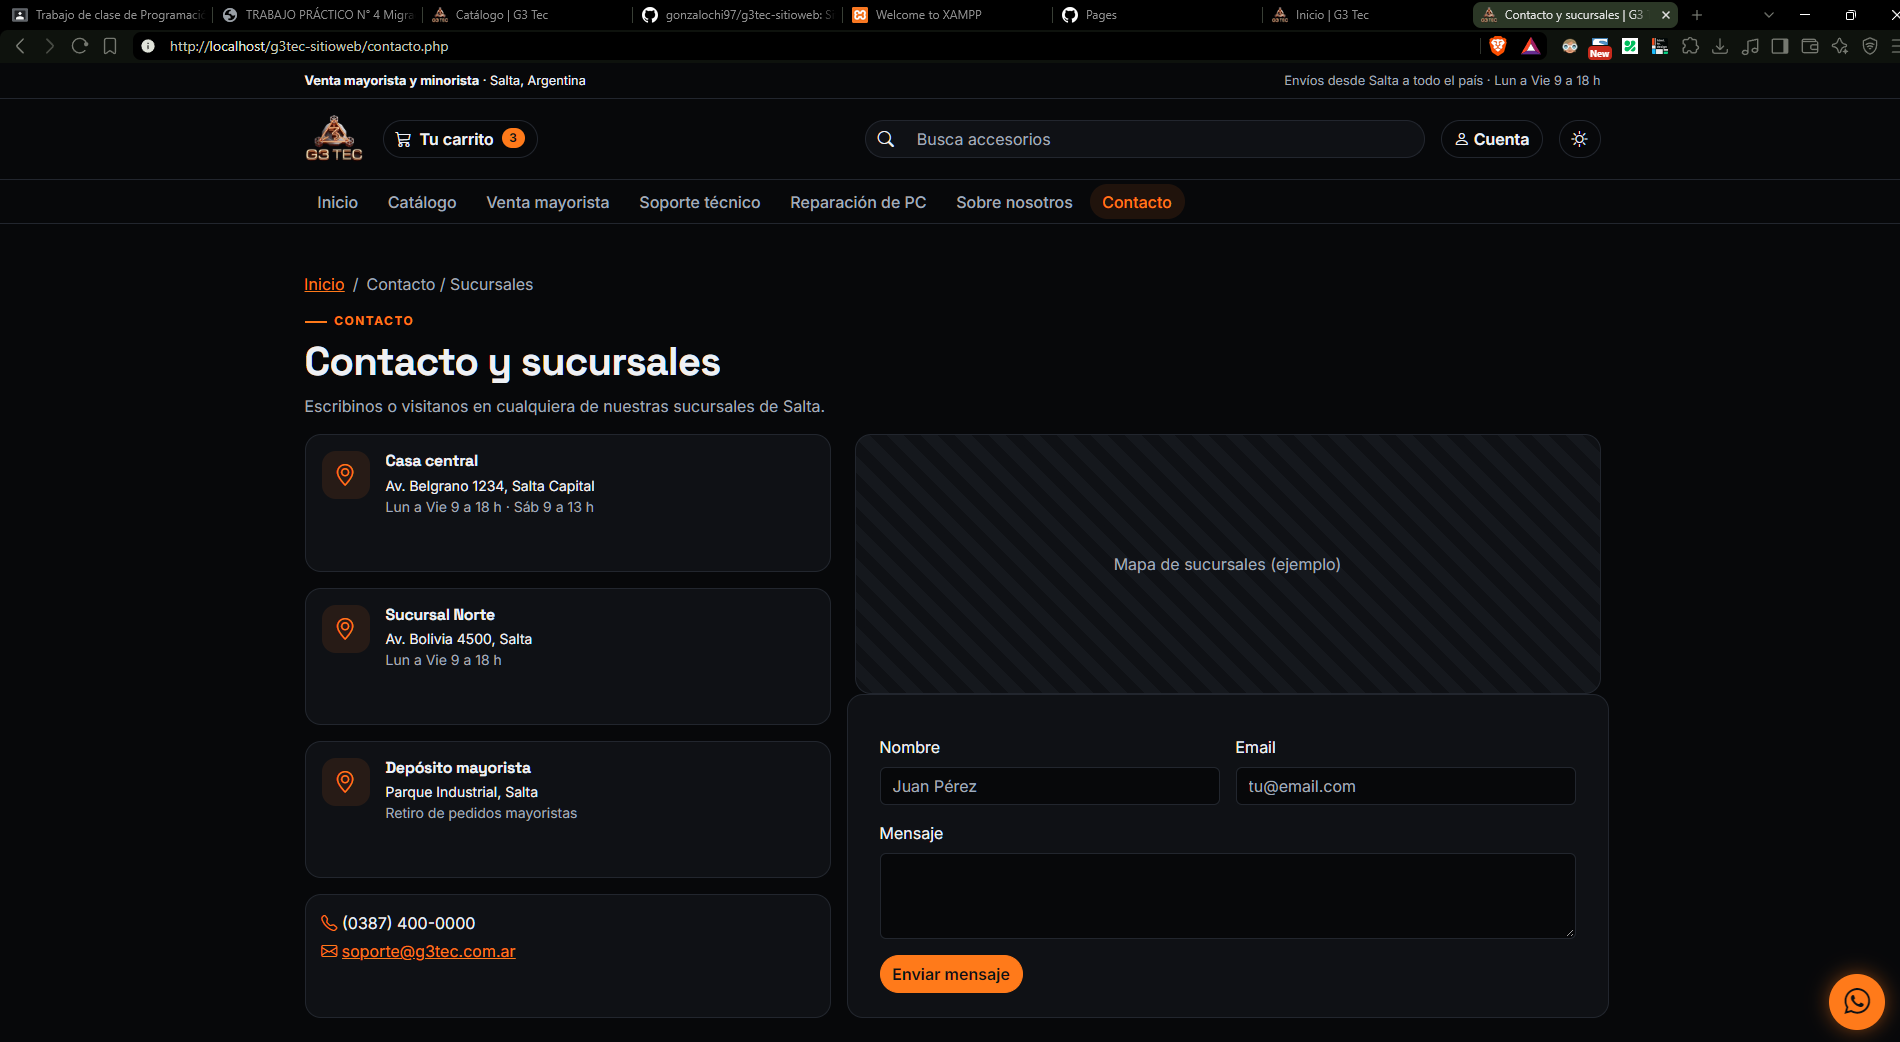 Trabajo de clase de Programació
TRABAJO PRÁCTICO N° 4 Migra
Catálogo | G3 Tec
gonzalochi97/g3tec-sitioweb: S
Welcome to XAMPP
Pages
Inicio | G3 Tec
Contacto y sucursales | G3
http://localhost/g3tec-sitioweb/contacto.php
New
Venta mayorista y minorista · Salta, Argentina
Envíos desde Salta a todo el país · Lun a Vie 9 a 18 h
G3 TEC
Tu carrito 3
Busca accesorios
Cuenta
Inicio
Catálogo
Venta mayorista
Soporte técnico
Reparación de PC
Sobre nosotros
Contacto
Inicio / Contacto / Sucursales
CONTACTO
Contacto y sucursales
Escribinos o visitanos en cualquiera de nuestras sucursales de Salta.
Casa central
Av. Belgrano 1234, Salta Capital
Lun a Vie 9 a 18 h · Sáb 9 a 13 h
Sucursal Norte
Av. Bolivia 4500, Salta
Lun a Vie 9 a 18 h
Depósito mayorista
Parque Industrial, Salta
Retiro de pedidos mayoristas
(0387) 400-0000
soporte@g3tec.com.ar
Mapa de sucursales (ejemplo)
Nombre
Juan Pérez
Email
tu@email.com
Mensaje
Enviar mensaje